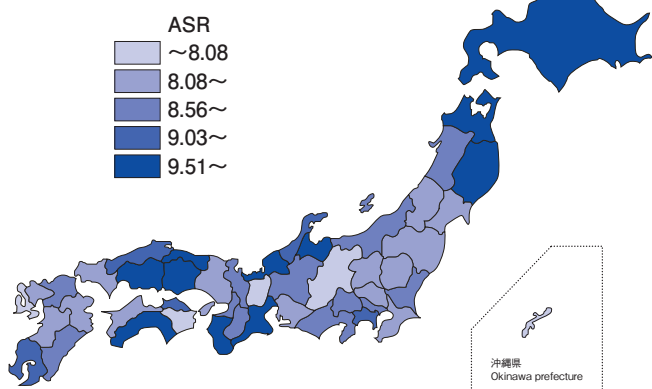 ASR
～8.08
8.08～
8.56～
9.03～
9.51～
沖縄県
Okinawa prefecture